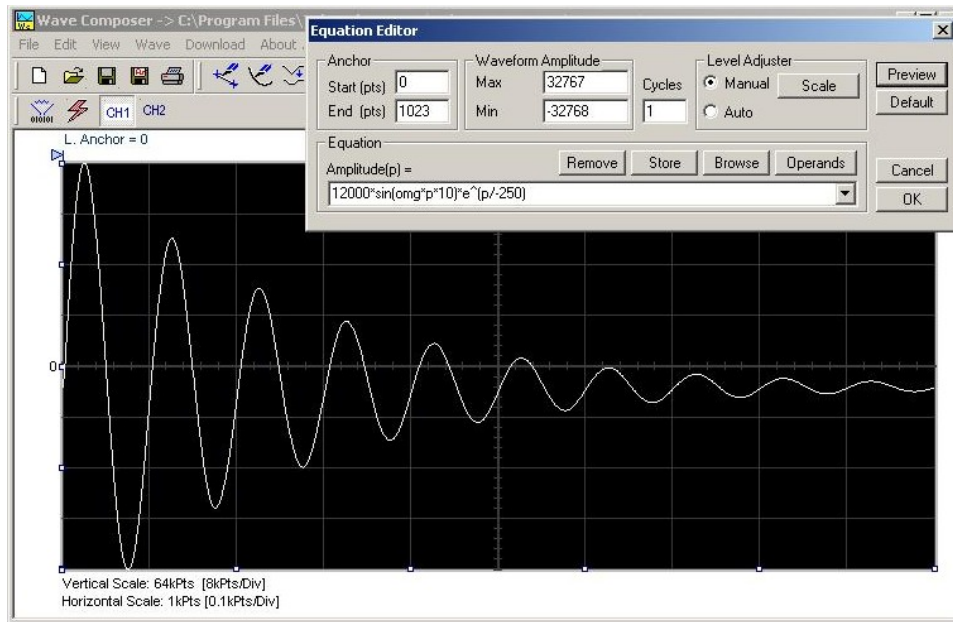 Wave Composer -> C:\Program Files\
File Edit View Wave Download About
CH1 CH2
L. Anchor = 0
0
Vertical Scale: 64kPts [8kPts/Div]
Horizontal Scale: 1kPts [0.1kPts/Div]
Equation Editor
Anchor
Start (pts) 0
End (pts) 1023
Waveform Amplitude
Max 32767
Min -32768
Cycles
1
Level Adjuster
Manual Scale
Auto
Preview
Default
Cancel
OK
Equation
Amplitude(p) =
Remove Store Browse Operands
12000*sin(omg*p*10)*e^(p/-250)